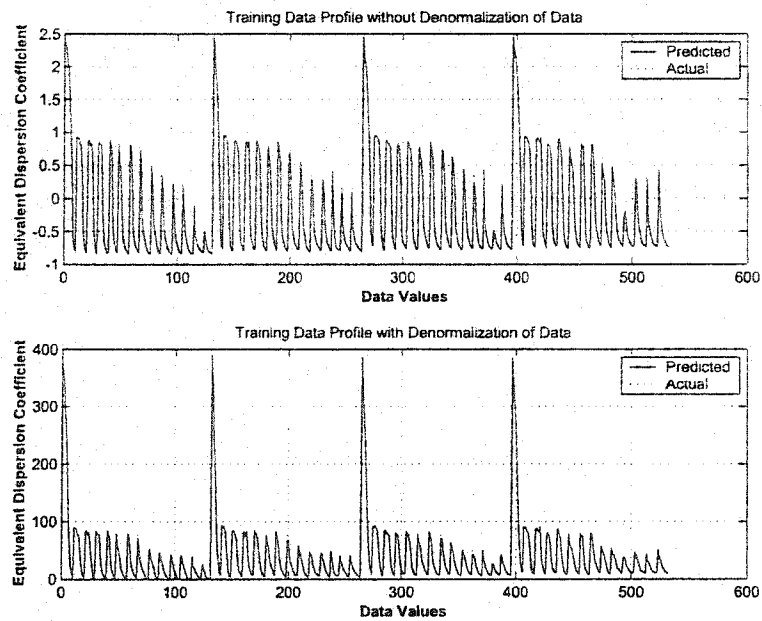 Training Data Profile without Denormalization of Data
Equivalent Dispersion Coefficient
2.5
2
1.5
1
0.5
0
-0.5
-1
Predicted
Actual
0 100 200 300 400 500 600
Data Values
Training Data Profile with Denormalization of Data
Equivalent Dispersion Coefficient
400
300
200
100
0
Predicted
Actual
0 100 200 300 400 500 600
Data Values